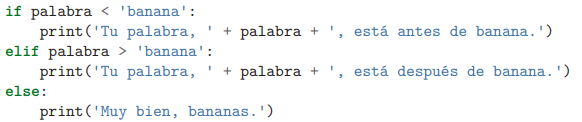 if palabra < 'banana':
    print('Tu palabra, ' + palabra + ', está antes de banana.')
elif palabra > 'banana':
    print('Tu palabra, ' + palabra + ', está después de banana.')
else:
    print('Muy bien, bananas.')